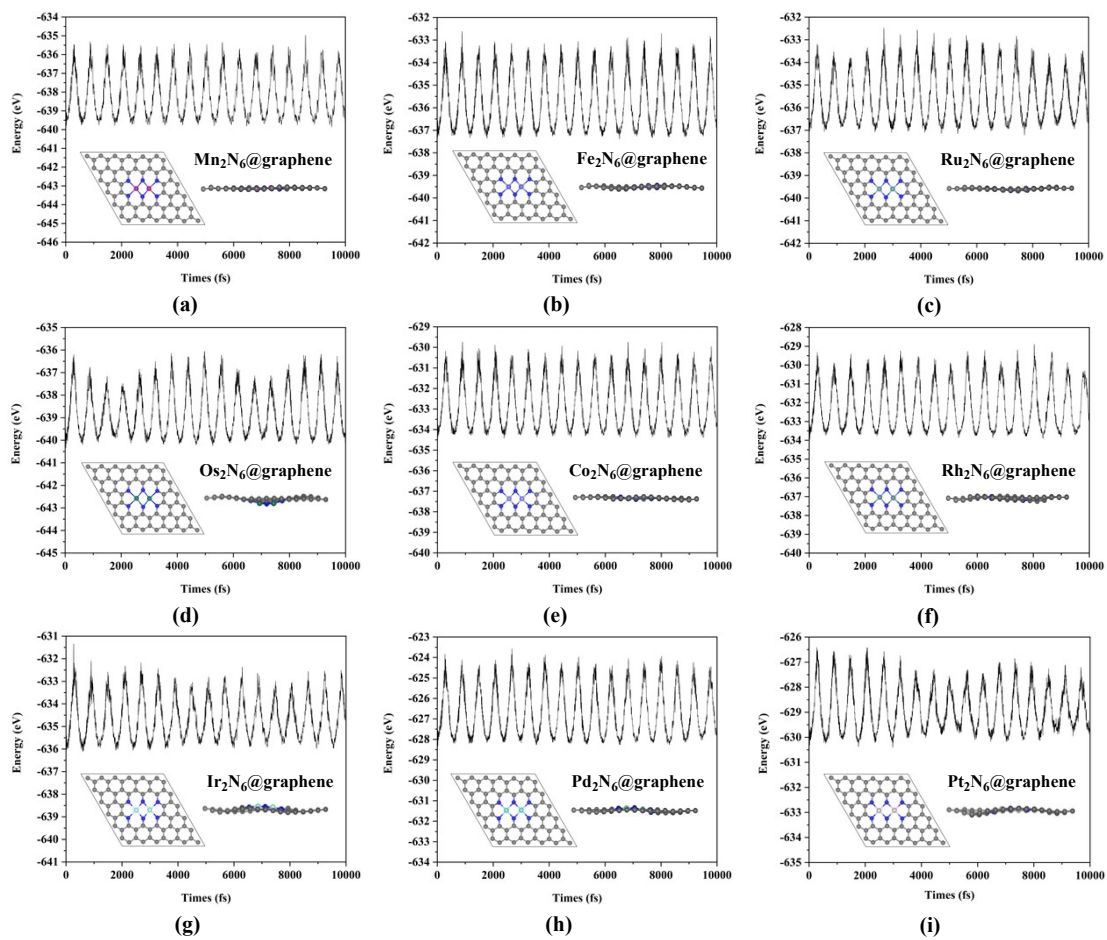 -634
-635
-636
-637
-638
-639
-640
-641
-642
-643
-644
-645
-646
Energy (eV)
Mn₂N₆@graphene
0 2000 4000 6000 8000 10000
Times (fs)
(a)
-632
-633
-634
-635
-636
-637
-638
-639
-640
-641
-642
Energy (eV)
Fe₂N₆@graphene
0 2000 4000 6000 8000 10000
Times (fs)
(b)
-632
-633
-634
-635
-636
-637
-638
-639
-640
-641
-642
Energy (eV)
Ru₂N₆@graphene
0 2000 4000 6000 8000 10000
Times (fs)
(c)
-635
-636
-637
-638
-639
-640
-641
-642
-643
-644
-645
Energy (eV)
Os₂N₆@graphene
0 2000 4000 6000 8000 10000
Times (fs)
(d)
-629
-630
-631
-632
-633
-634
-635
-636
-637
-638
-639
-640
Energy (eV)
Co₂N₆@graphene
0 2000 4000 6000 8000 10000
Times (fs)
(e)
-628
-629
-630
-631
-632
-633
-634
-635
-636
-637
-638
-639
-640
Energy (eV)
Rh₂N₆@graphene
0 2000 4000 6000 8000 10000
Times (fs)
(f)
-631
-632
-633
-634
-635
-636
-637
-638
-639
-640
-641
Energy (eV)
Ir₂N₆@graphene
0 2000 4000 6000 8000 10000
Times (fs)
(g)
-623
-624
-625
-626
-627
-628
-629
-630
-631
-632
-633
-634
Energy (eV)
Pd₂N₆@graphene
0 2000 4000 6000 8000 10000
Times (fs)
(h)
-626
-627
-628
-629
-630
-631
-632
-633
-634
-635
Energy (eV)
Pt₂N₆@graphene
0 2000 4000 6000 8000 10000
Times (fs)
(i)